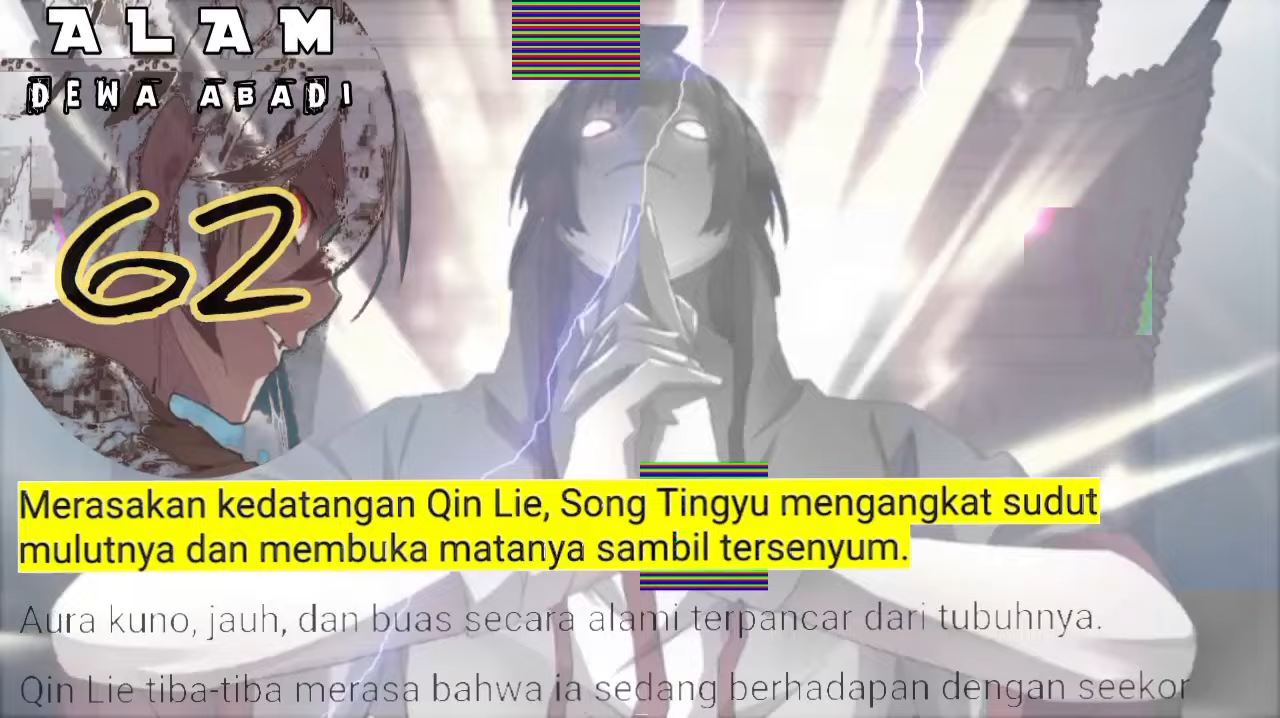 ALAM
DEWA ABADI
62
Merasakan kedatangan Qin Lie, Song Tingyu mengangkat sudut
mulutnya dan membuka matanya sambil tersenyum.
Aura kuno, jauh, dan buas secara alami terpancar dari tubuhnya.
Qin Lie tiba-tiba merasa bahwa ia sedang berhadapan dengan seekor